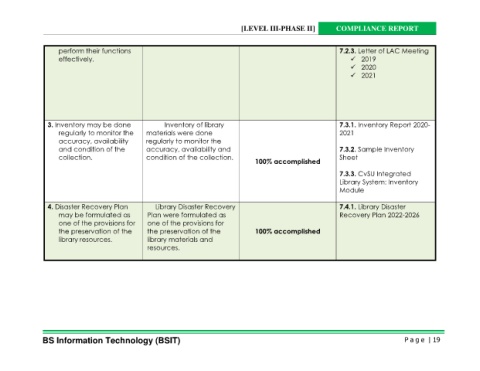 [LEVEL III-PHASE II] COMPLIANCE REPORT
perform their functions
effectively.
7.2.3. Letter of LAC Meeting
✓ 2019
✓ 2020
✓ 2021
3. Inventory may be done
regularly to monitor the
accuracy, availability
and condition of the
collection.
Inventory of library
materials were done
regularly to monitor the
accuracy, availability and
condition of the collection.
100% accomplished
7.3.1. Inventory Report 2020-
2021
7.3.2. Sample Inventory
Sheet
7.3.3. CvSU Integrated
Library System: Inventory
Module
4. Disaster Recovery Plan
may be formulated as
one of the provisions for
the preservation of the
library resources.
Library Disaster Recovery
Plan were formulated as
one of the provisions for
the preservation of the
library materials and
resources.
100% accomplished
7.4.1. Library Disaster
Recovery Plan 2022-2026
BS Information Technology (BSIT)
Page | 19